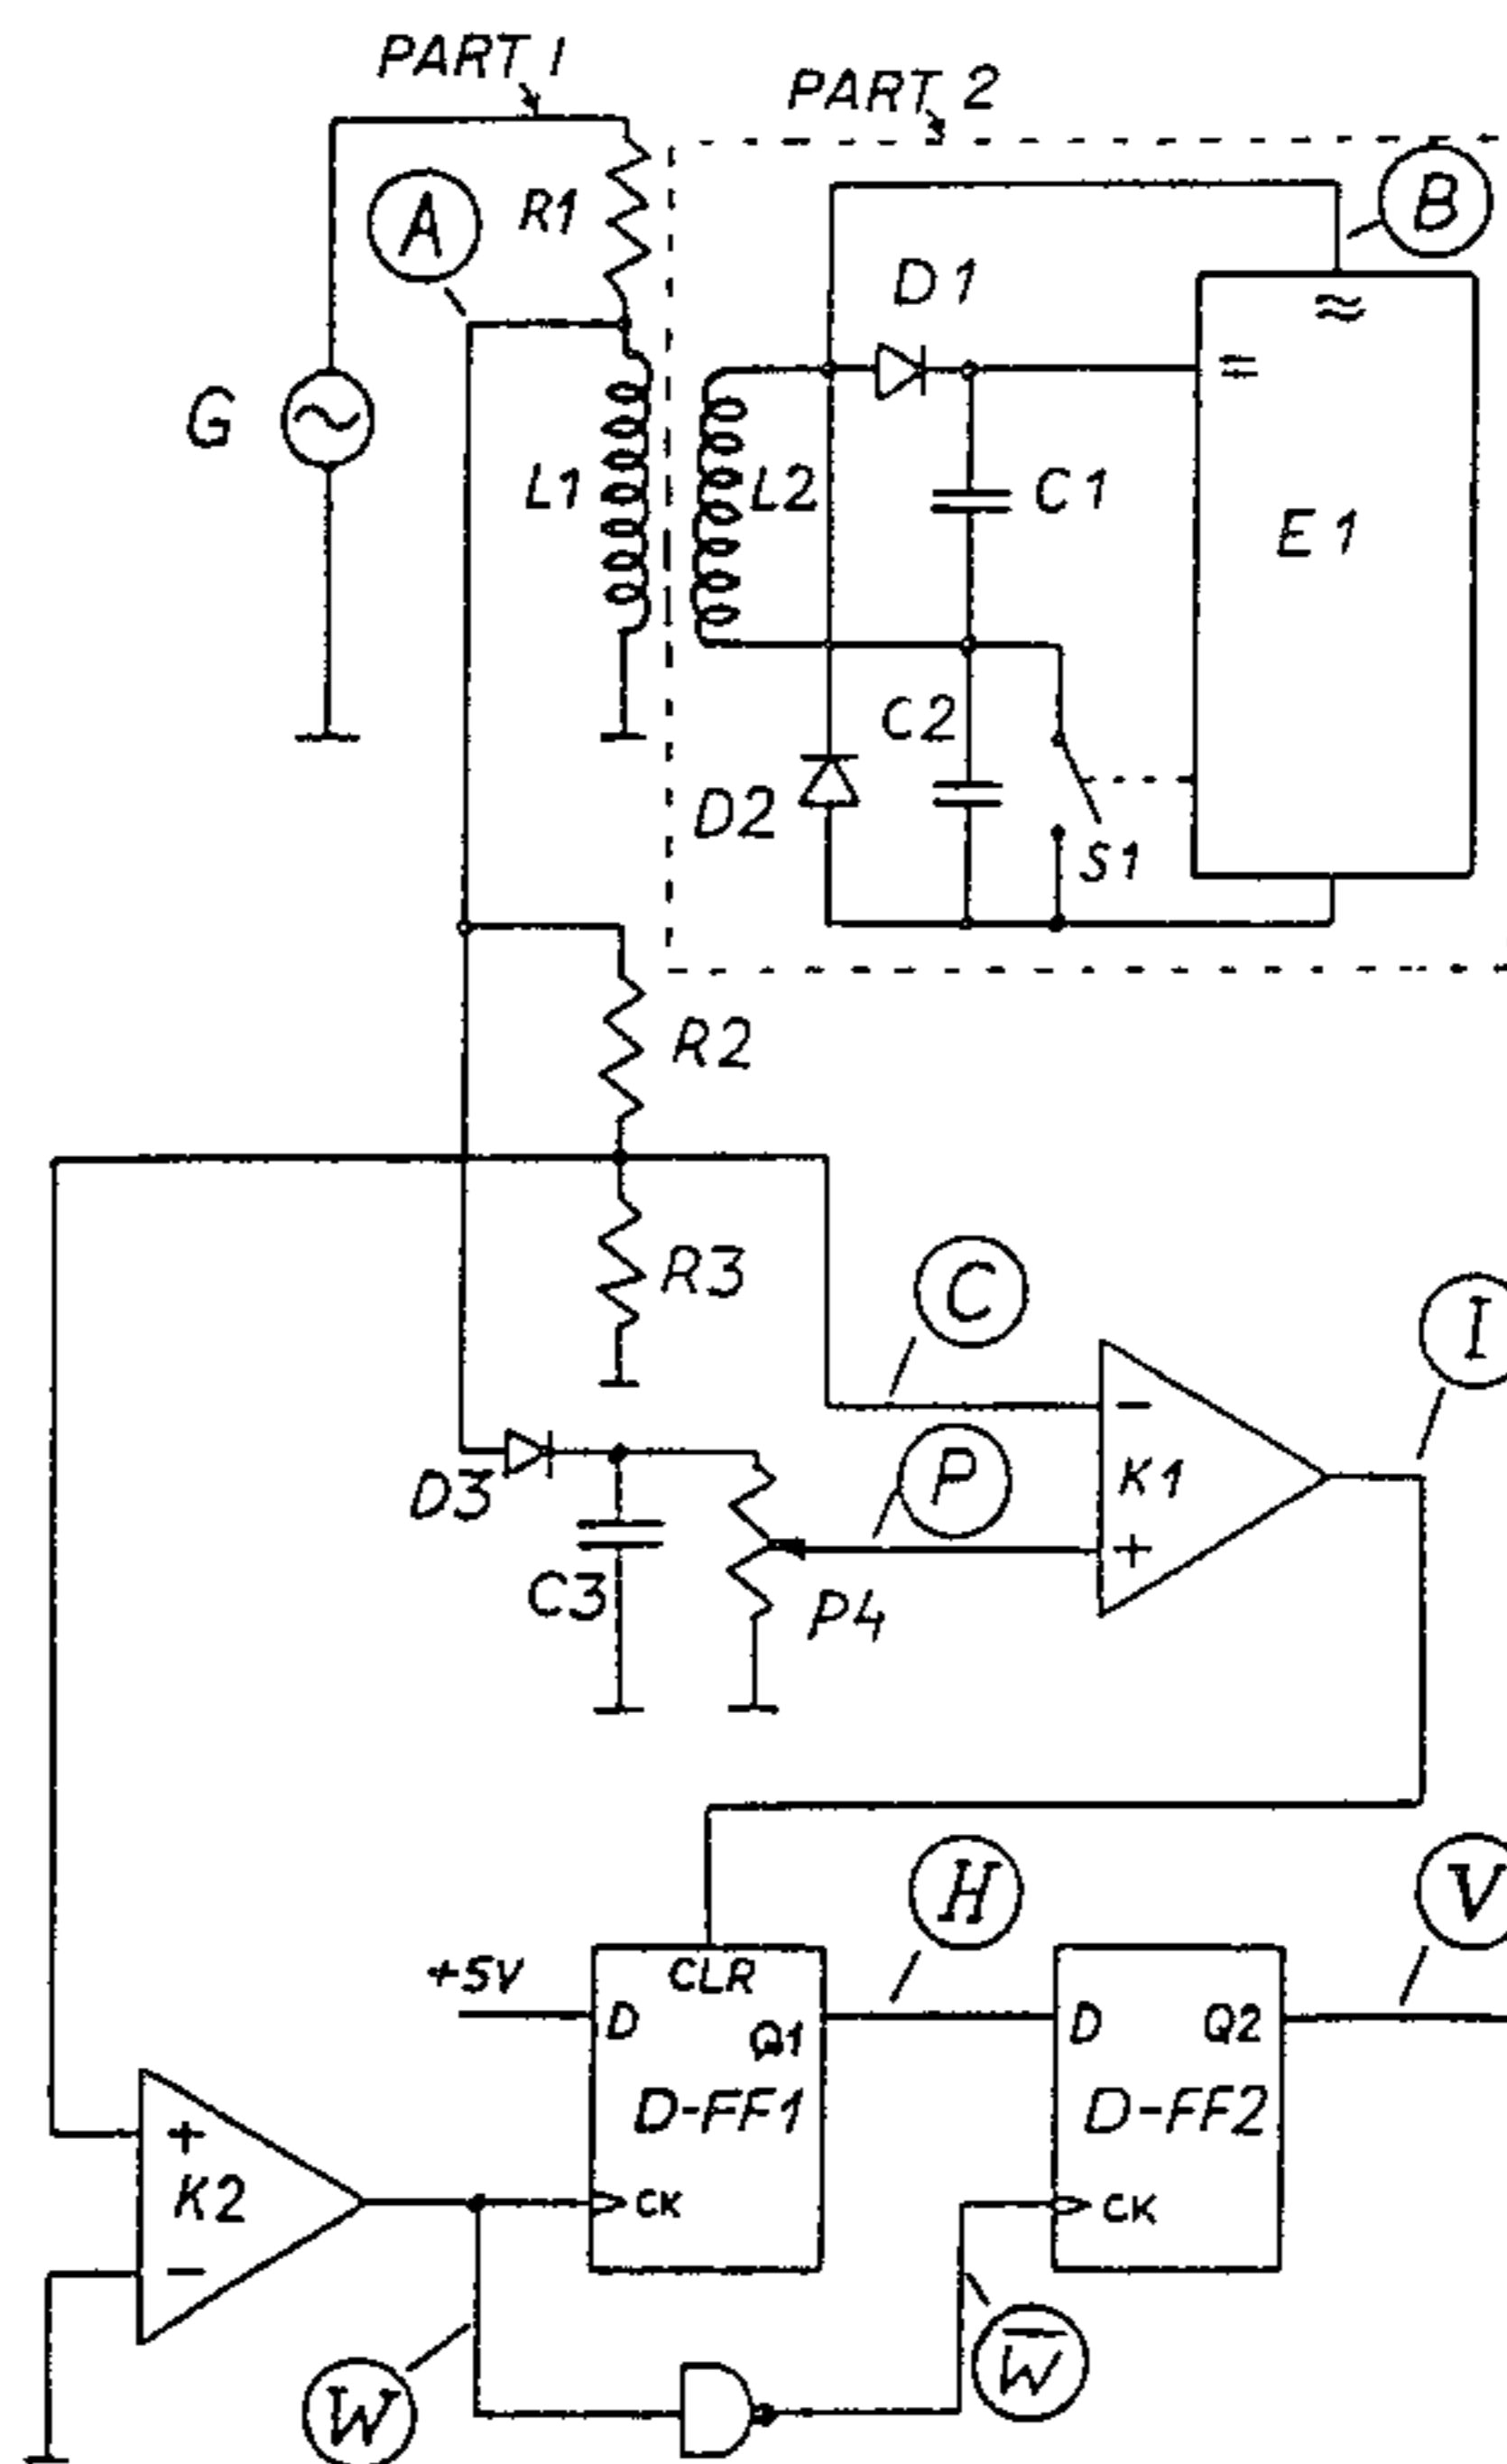 PART 1
PART 2
A
R1
B
D1
≈
G
=
L1
L2
C1
E1
C2
D2
S1
R2
R3
C
I
D3
P
−
K1
+
C3
P4
H
V
+5V
CLR
D
Q1
D
Q2
D-FF1
D-FF2
+
K2
CK
CK
−
W
W̅